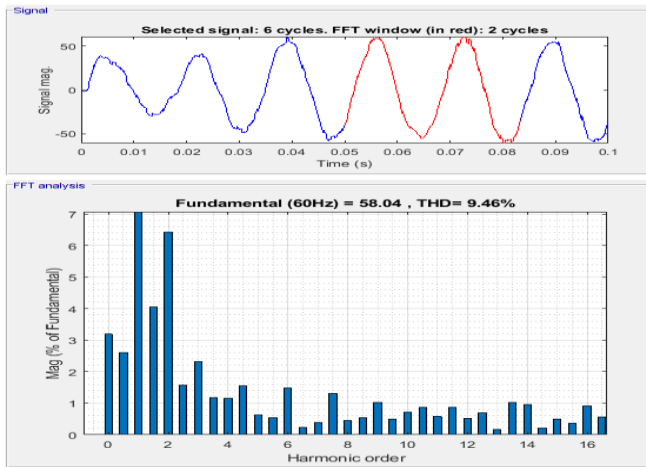 Signal
Selected signal: 6 cycles. FFT window (in red): 2 cycles
50
0
-50
Signal mag.
0 0.01 0.02 0.03 0.04 0.05 0.06 0.07 0.08 0.09 0.1
Time (s)
FFT analysis
Fundamental (60Hz) = 58.04 , THD= 9.46%
7
6
5
4
3
2
1
0
Mag (% of Fundamental)
0 2 4 6 8 10 12 14 16
Harmonic order